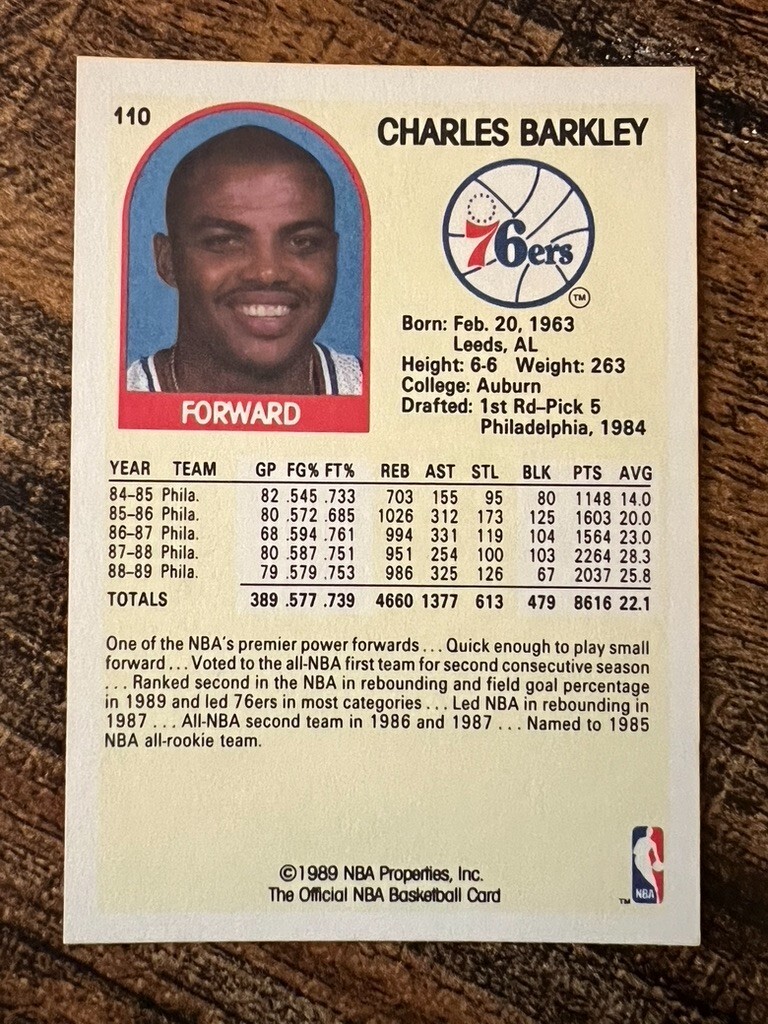 110
CHARLES BARKLEY
76ers
TM
Born: Feb. 20, 1963
Leeds, AL
Height: 6-6 Weight: 263
College: Auburn
Drafted: 1st Rd–Pick 5
Philadelphia, 1984
FORWARD
YEAR TEAM GP FG% FT% REB AST STL BLK PTS AVG
84–85 Phila. 82 .545 .733 703 155 95 80 1148 14.0
85–86 Phila. 80 .572 .685 1026 312 173 125 1603 20.0
86–87 Phila. 68 .594 .761 994 331 119 104 1564 23.0
87–88 Phila. 80 .587 .751 951 254 100 103 2264 28.3
88–89 Phila. 79 .579 .753 986 325 126 67 2037 25.8
TOTALS 389 .577 .739 4660 1377 613 479 8616 22.1
One of the NBA's premier power forwards . . . Quick enough to play small
forward . . . Voted to the all-NBA first team for second consecutive season
. . . Ranked second in the NBA in rebounding and field goal percentage
in 1989 and led 76ers in most categories . . . Led NBA in rebounding in
1987 . . . All-NBA second team in 1986 and 1987 . . . Named to 1985
NBA all-rookie team.
©1989 NBA Properties, Inc.
The Official NBA Basketball Card
TM NBA